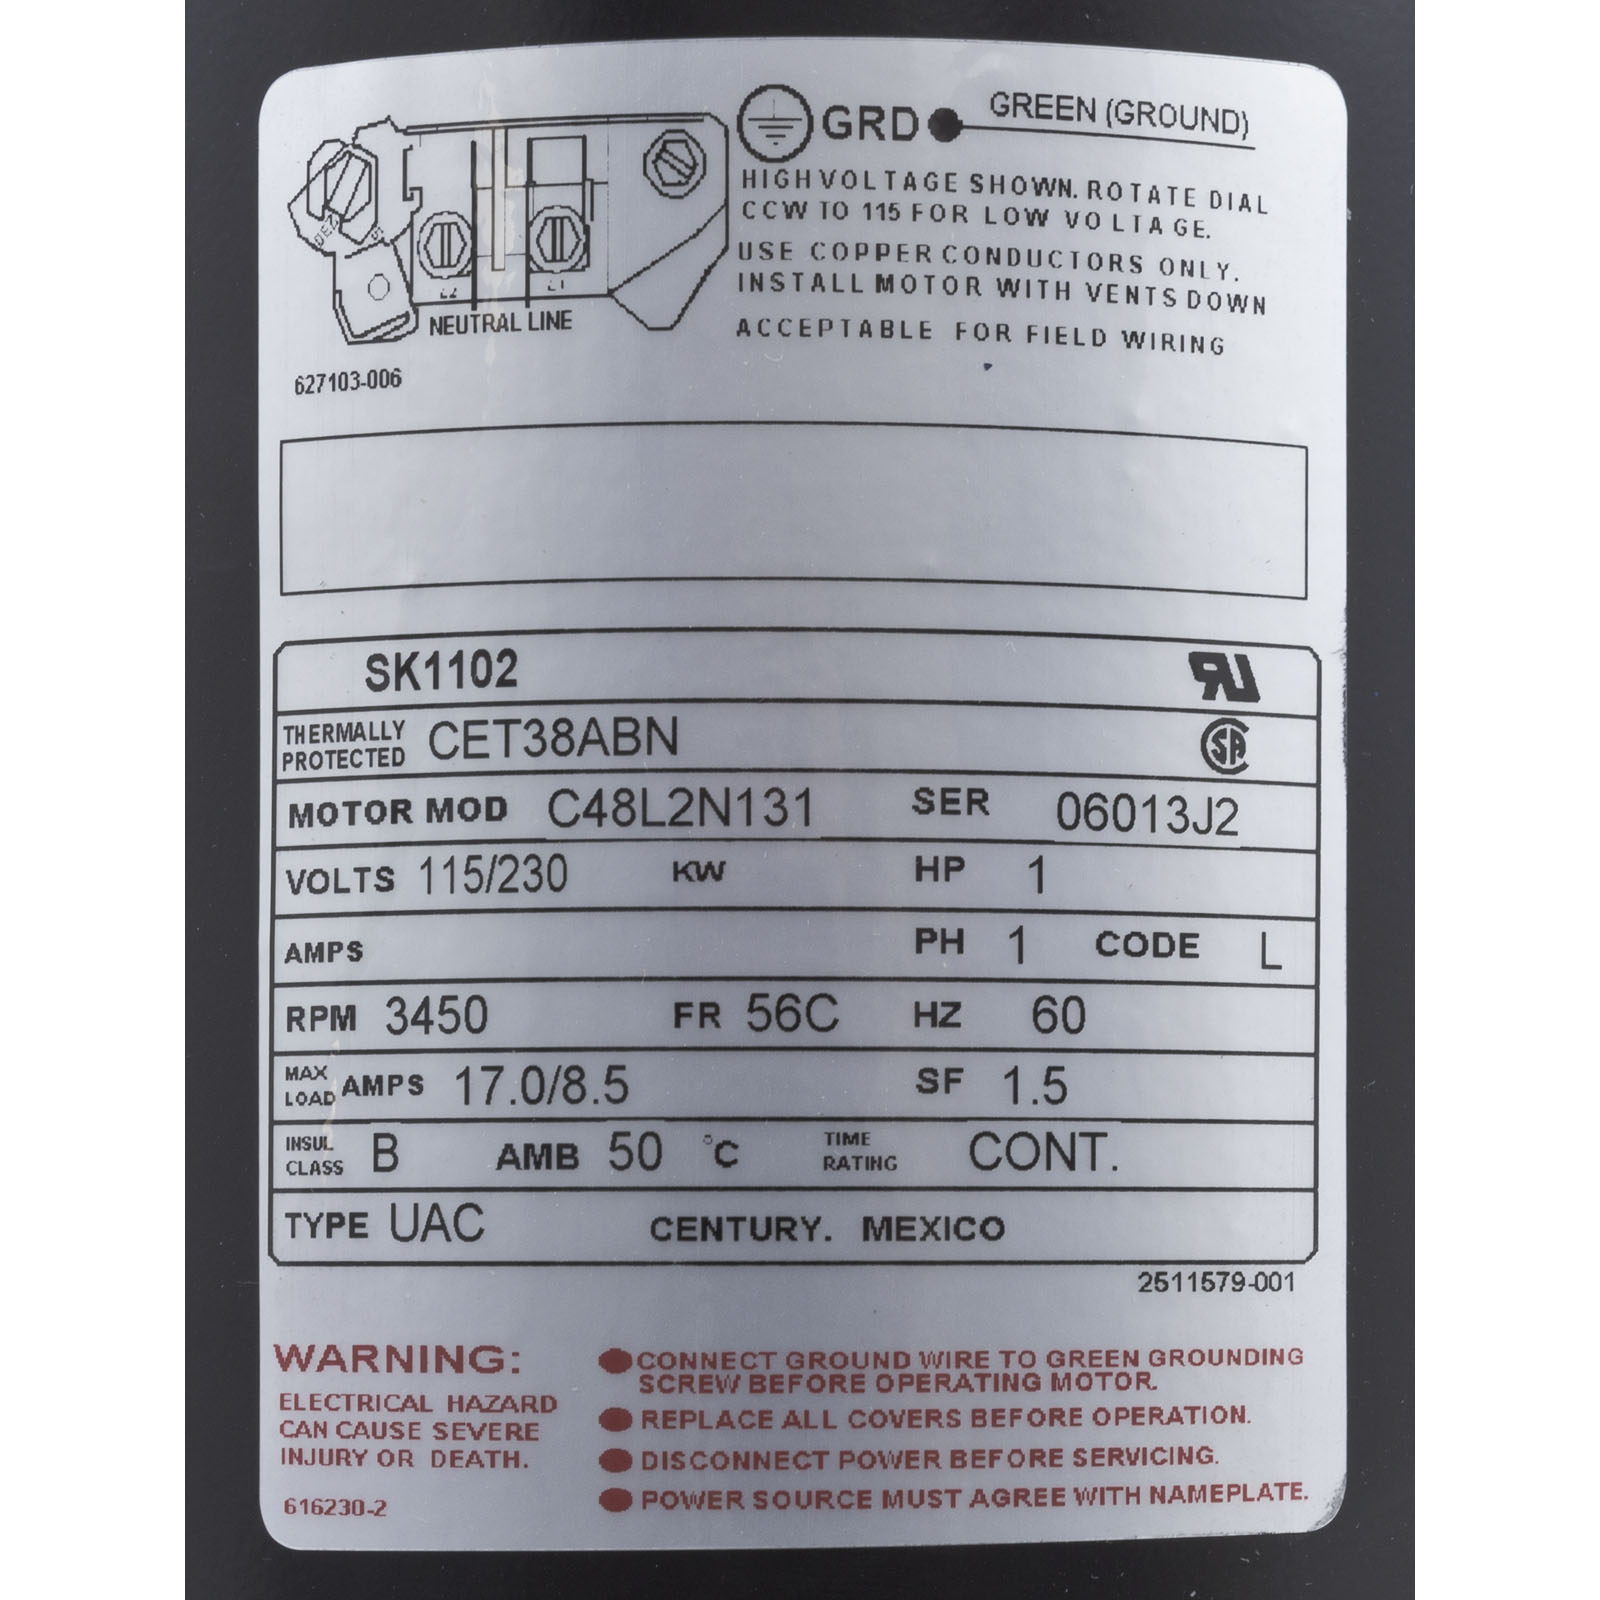 GRD GREEN (GROUND)
HIGH VOLTAGE SHOWN. ROTATE DIAL
CCW TO 115 FOR LOW VOLTAGE.
USE COPPER CONDUCTORS ONLY.
INSTALL MOTOR WITH VENTS DOWN
ACCEPTABLE FOR FIELD WIRING
L2 L1
NEUTRAL LINE
627103-006
SK1102
THERMALLY PROTECTED CET38ABN
MOTOR MOD C48L2N131 SER 06013J2
VOLTS 115/230 KW HP 1
AMPS PH 1 CODE L
RPM 3450 FR 56C HZ 60
MAX LOAD AMPS 17.0/8.5 SF 1.5
INSUL CLASS B AMB 50 °C TIME RATING CONT.
TYPE UAC CENTURY. MEXICO
2511579-001
WARNING:
ELECTRICAL HAZARD
CAN CAUSE SEVERE
INJURY OR DEATH.
616230-2
CONNECT GROUND WIRE TO GREEN GROUNDING
SCREW BEFORE OPERATING MOTOR.
REPLACE ALL COVERS BEFORE OPERATION.
DISCONNECT POWER BEFORE SERVICING.
POWER SOURCE MUST AGREE WITH NAMEPLATE.